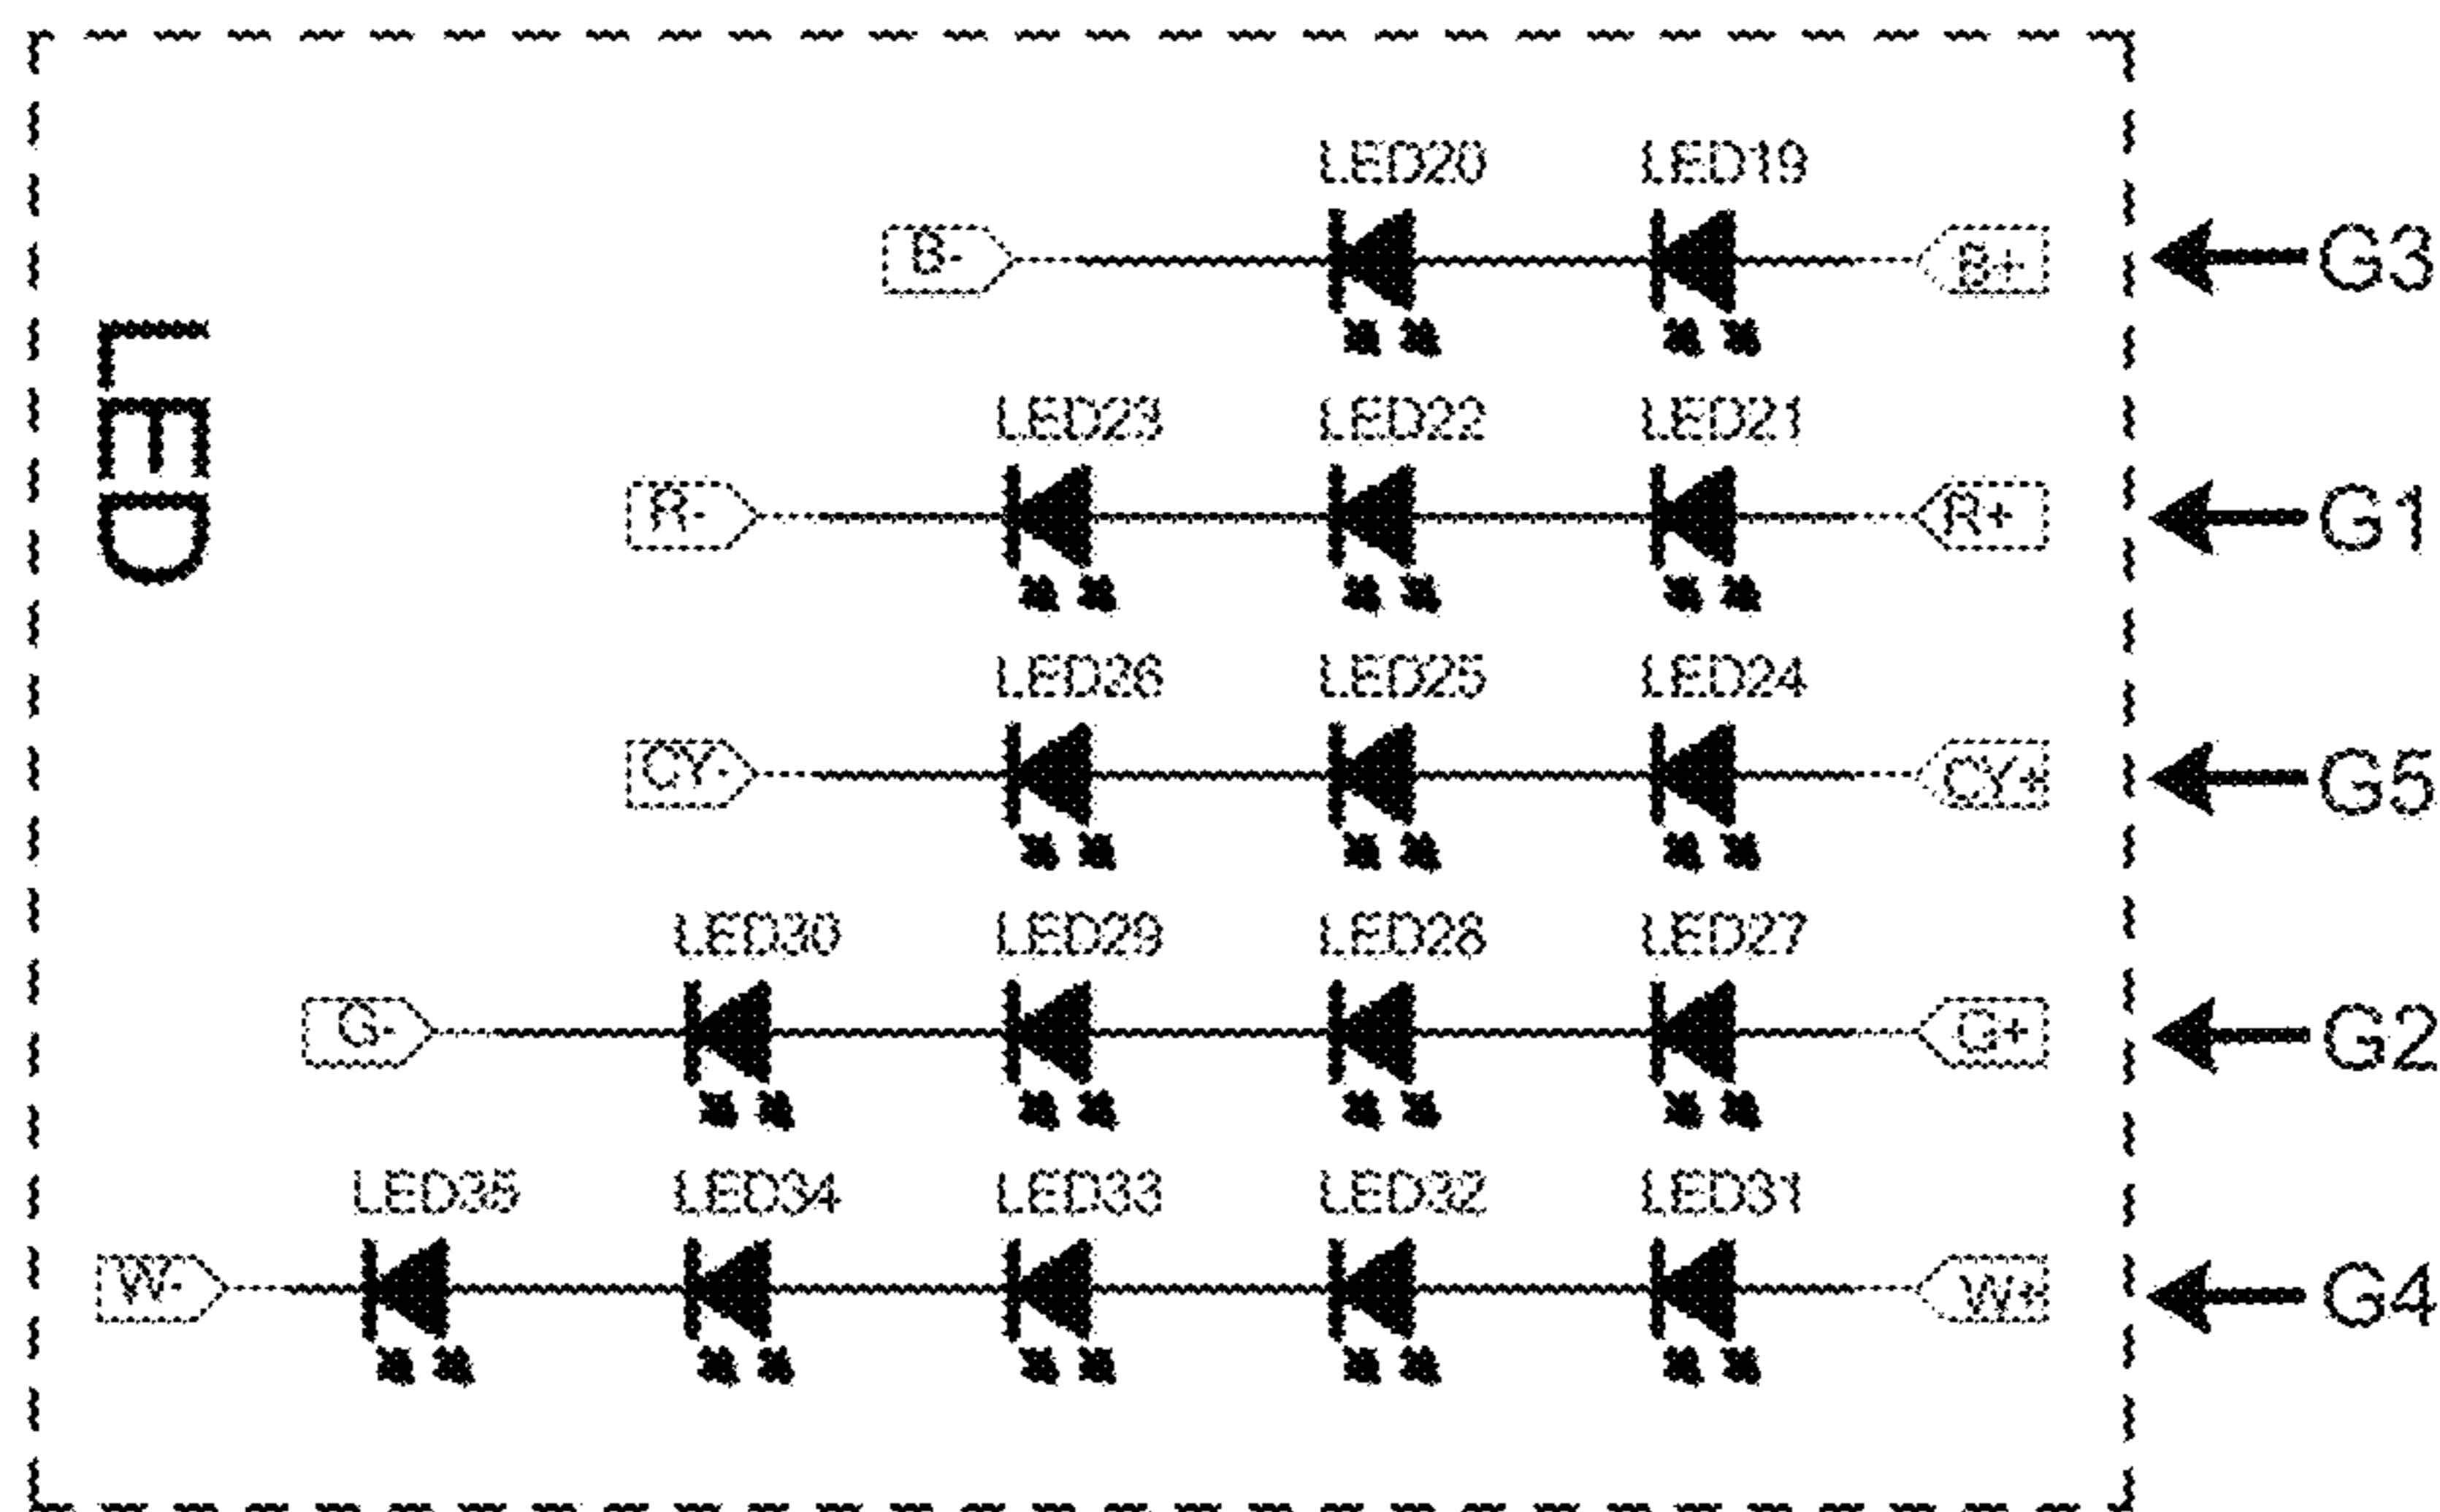 LED20 LED19
B- B+ G3
LED
LED23 LED22 LED21
R- R+ G1
LED26 LED25 LED24
CY- CY+ G5
LED30 LED29 LED28 LED27
G- G+ G2
LED35 LED34 LED33 LED32 LED31
W- W+ G4